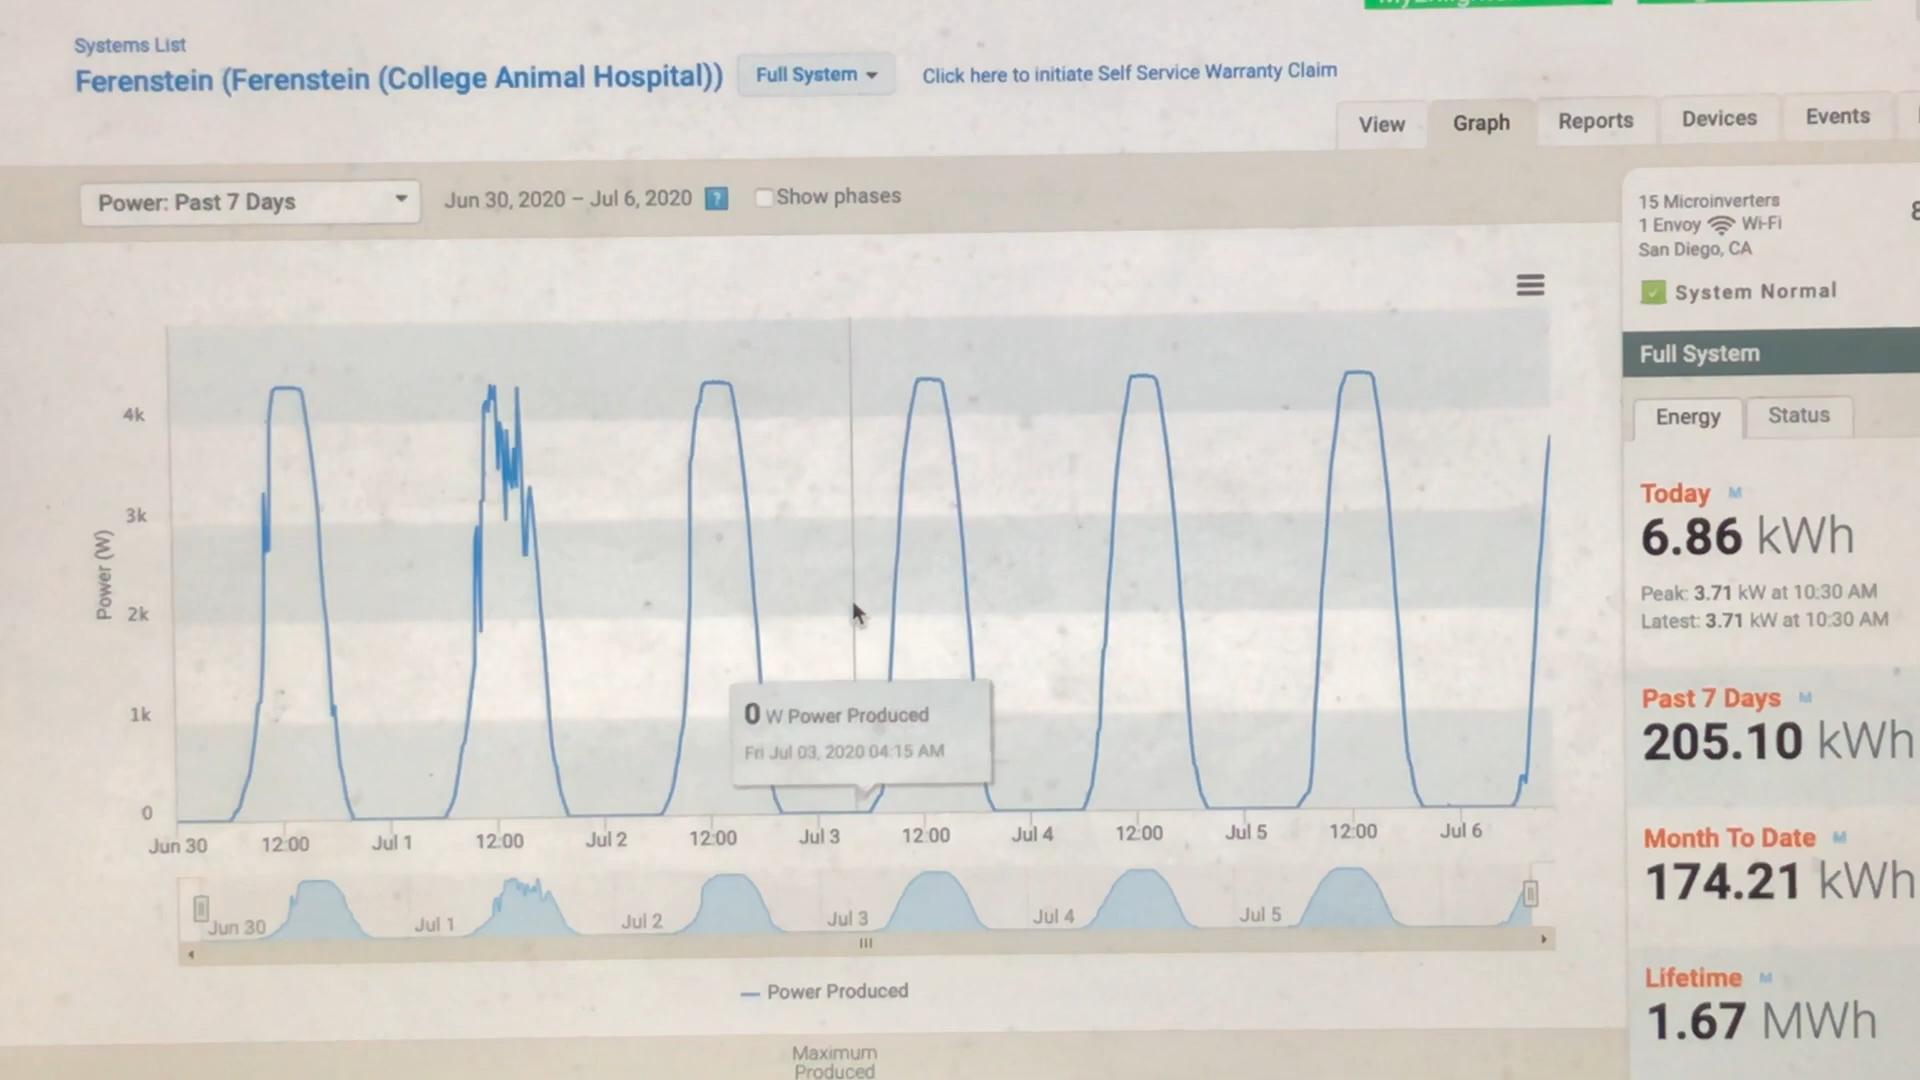 Systems List
Ferenstein (Ferenstein (College Animal Hospital))
Full System
Click here to initiate Self Service Warranty Claim
View
Graph
Reports
Devices
Events
Power: Past 7 Days
Jun 30, 2020 – Jul 6, 2020
?
Show phases
15 Microinverters
1 Envoy Wi-Fi
San Diego, CA
System Normal
Full System
Energy
Status
Today M
6.86 kWh
Peak: 3.71 kW at 10:30 AM
Latest: 3.71 kW at 10:30 AM
Past 7 Days M
205.10 kWh
Month To Date M
174.21 kWh
Lifetime M
1.67 MWh
Power (W)
4k
3k
2k
1k
0
0 W Power Produced
Fri Jul 03, 2020 04:15 AM
Jun 30
12:00
Jul 1
12:00
Jul 2
12:00
Jul 3
12:00
Jul 4
12:00
Jul 5
12:00
Jul 6
Jun 30
Jul 1
Jul 2
Jul 3
Jul 4
Jul 5
Power Produced
Maximum
Produced